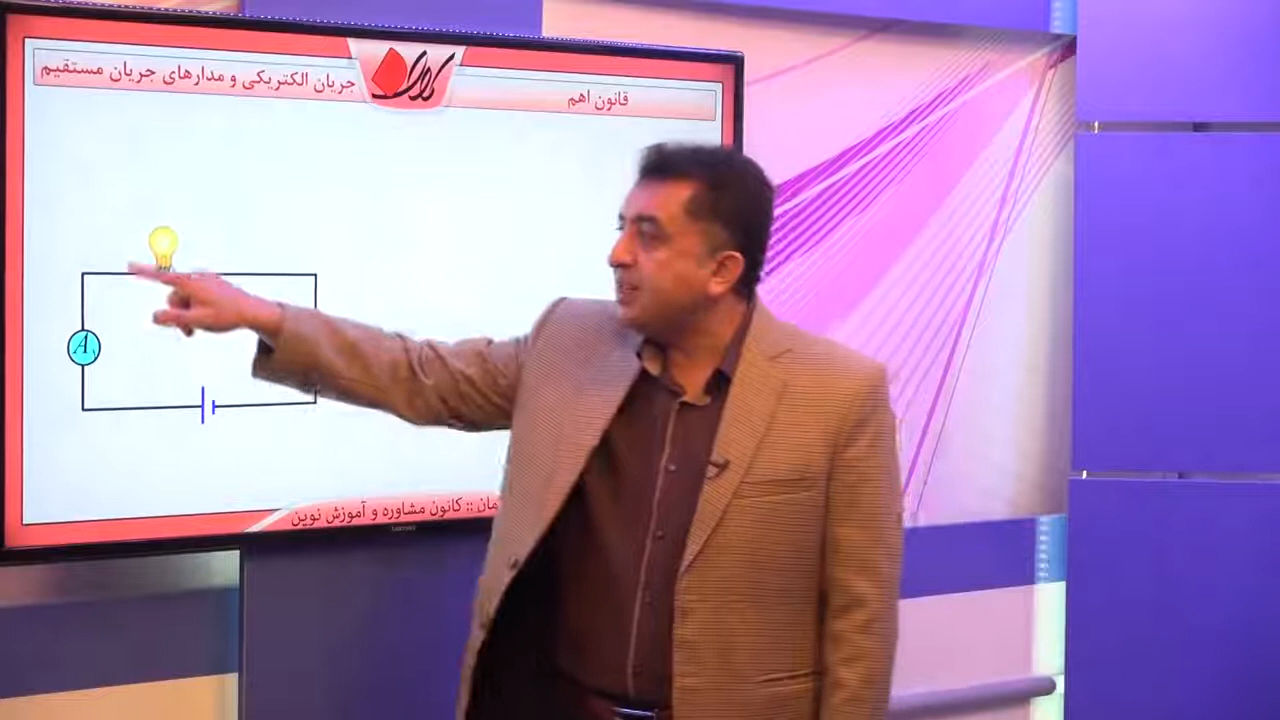 قانون اهم
جریان الکتریکی و مدارهای جریان مستقیم
A
:: کانون مشاوره و آموزش نوین